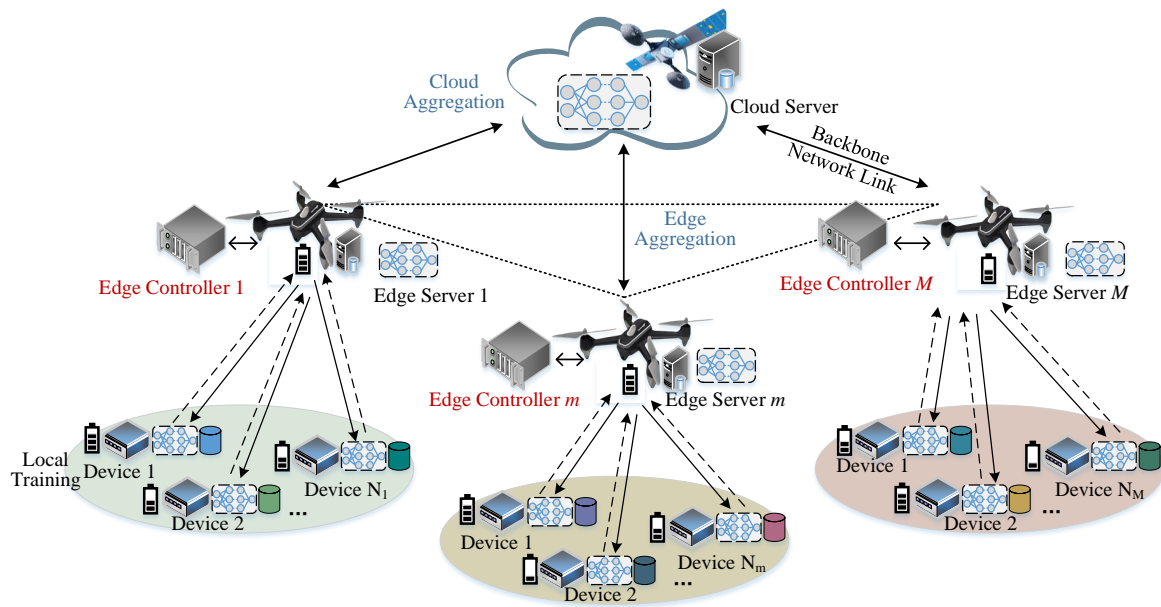 Cloud
Aggregation
Cloud Server
Backbone
Network Link
Edge
Aggregation
Edge Controller 1
Edge Server 1
Edge Controller M
Edge Server M
Edge Controller m
Edge Server m
Local
Training
Device 1
Device N1
Device 2
...
Device 1
Device Nm
Device 2
...
Device 1
Device NM
Device 2
...